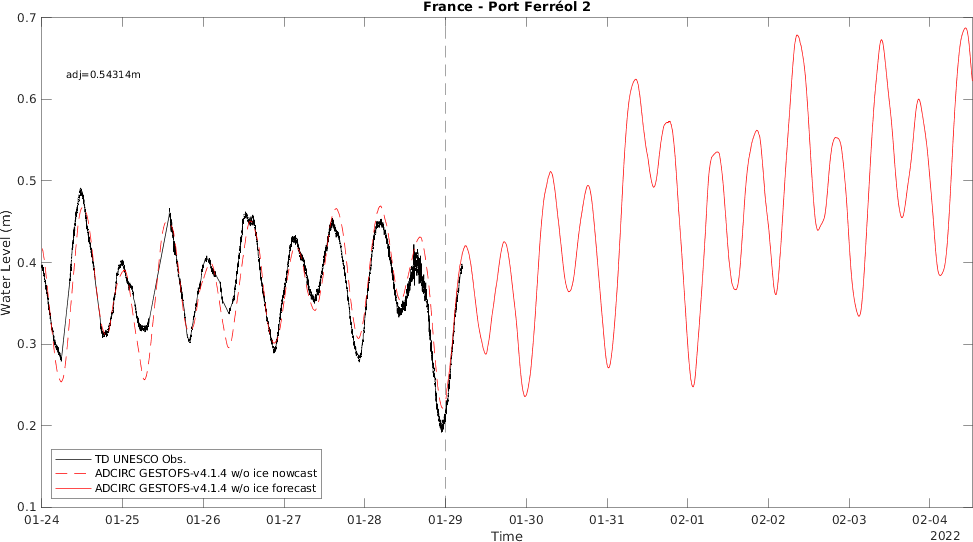 France - Port Ferréol 2
adj=0.54314m
Water Level (m)
0.7
0.6
0.5
0.4
0.3
0.2
0.1
TD UNESCO Obs.
ADCIRC GESTOFS-v4.1.4 w/o ice nowcast
ADCIRC GESTOFS-v4.1.4 w/o ice forecast
01-24 01-25 01-26 01-27 01-28 01-29 01-30 01-31 02-01 02-02 02-03 02-04
Time
2022